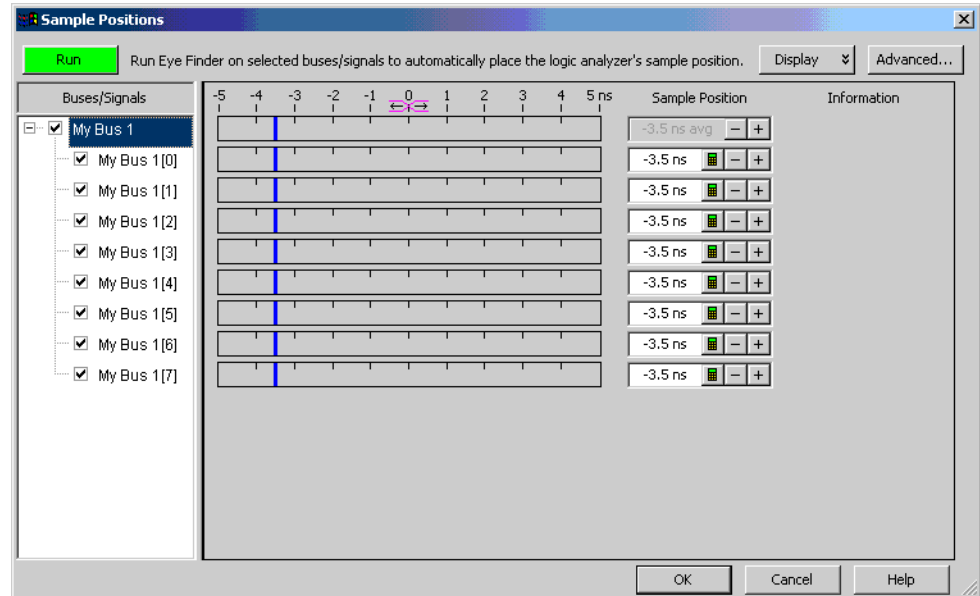 Sample Positions
Run Run Eye Finder on selected buses/signals to automatically place the logic analyzer's sample position. Display Advanced...
Buses/Signals -5 -4 -3 -2 -1 0 1 2 3 4 5 ns Sample Position Information
My Bus 1 -3.5 ns avg - +
My Bus 1[0] -3.5 ns - +
My Bus 1[1] -3.5 ns - +
My Bus 1[2] -3.5 ns - +
My Bus 1[3] -3.5 ns - +
My Bus 1[4] -3.5 ns - +
My Bus 1[5] -3.5 ns - +
My Bus 1[6] -3.5 ns - +
My Bus 1[7] -3.5 ns - +
OK Cancel Help